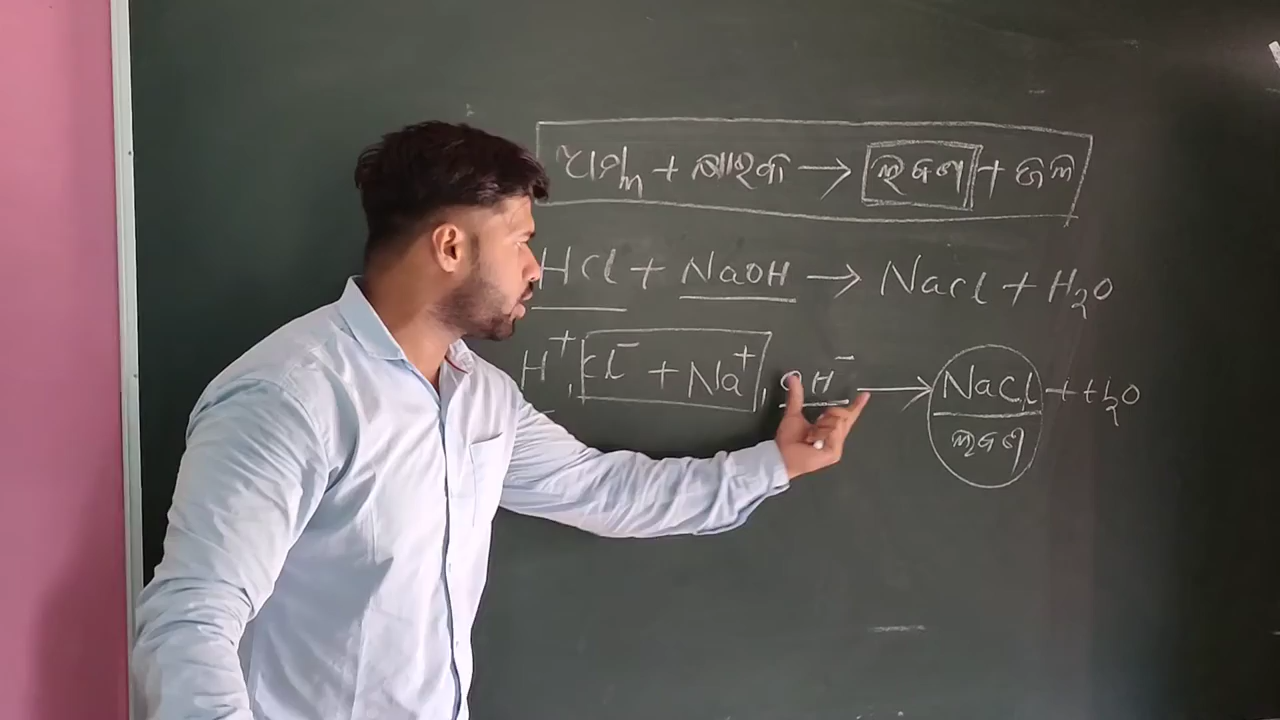 ଅମ୍ଳ + କ୍ଷାରକ → ଲବଣ + ଜଳ
HCl + NaOH → NaCl + H₂O
H⁺, Cl⁻ + Na⁺, OH⁻ → NaCl + H₂O
ଲବଣ